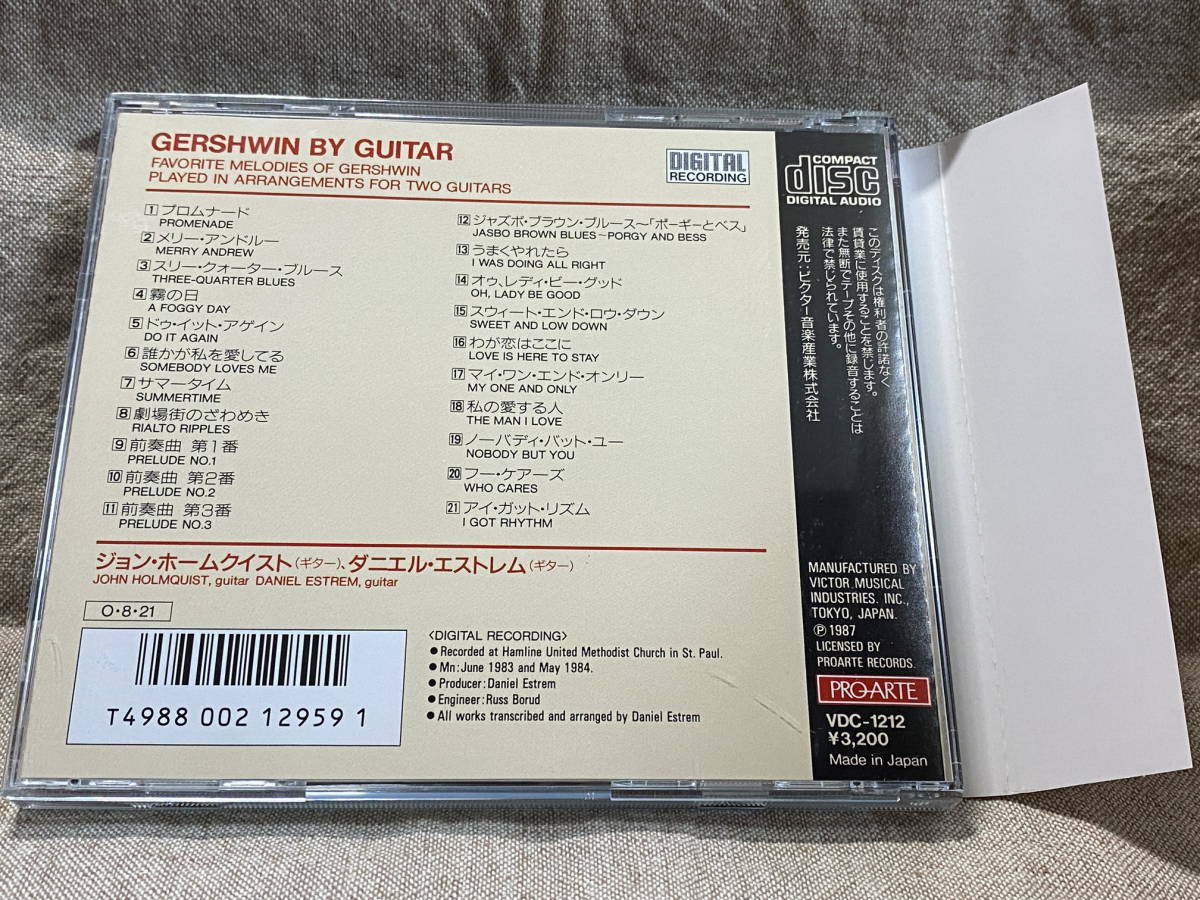 GERSHWIN BY GUITAR
FAVORITE MELODIES OF GERSHWIN
PLAYED IN ARRANGEMENTS FOR TWO GUITARS
DIGITAL
RECORDING
1 プロムナード
PROMENADE
2 メリー・アンドルー
MERRY ANDREW
3 スリー・クォーター・ブルース
THREE-QUARTER BLUES
4 霧の日
A FOGGY DAY
5 ドゥ・イット・アゲイン
DO IT AGAIN
6 誰かが私を愛してる
SOMEBODY LOVES ME
7 サマータイム
SUMMERTIME
8 劇場街のざわめき
RIALTO RIPPLES
9 前奏曲 第1番
PRELUDE NO.1
10 前奏曲 第2番
PRELUDE NO.2
11 前奏曲 第3番
PRELUDE NO.3
12 ジャズボ・ブラウン・ブルース〜「ポーギーとベス」
JASBO BROWN BLUES~PORGY AND BESS
13 うまくやれたら
I WAS DOING ALL RIGHT
14 オゥ、レディ・ビー・グッド
OH, LADY BE GOOD
15 スウィート・エンド・ロウ・ダウン
SWEET AND LOW DOWN
16 わが恋はここに
LOVE IS HERE TO STAY
17 マイ・ワン・エンド・オンリー
MY ONE AND ONLY
18 私の愛する人
THE MAN I LOVE
19 ノーバディ・バット・ユー
NOBODY BUT YOU
20 フー・ケアーズ
WHO CARES
21 アイ・ガット・リズム
I GOT RHYTHM
ジョン・ホームクイスト(ギター)、ダニエル・エストレム(ギター)
JOHN HOLMQUIST, guitar DANIEL ESTREM, guitar
O・8・21
T4988 002 12959 1
〈DIGITAL RECORDING〉
● Recorded at Hamline United Methodist Church in St. Paul.
● Mn:June 1983 and May 1984.
● Producer:Daniel Estrem
● Engineer:Russ Borud
● All works transcribed and arranged by Daniel Estrem
COMPACT
disc
DIGITAL AUDIO
このディスクは権利者の許諾なく
賃貸業に使用することを禁じます。
また無断でテープその他に録音することは
法律で禁じられています。
発売元:ビクター音楽産業株式会社
MANUFACTURED BY
VICTOR MUSICAL
INDUSTRIES. INC.,
TOKYO, JAPAN.
Ⓟ 1987
LICENSED BY
PROARTE RECORDS.
PRO-ARTE
VDC-1212
¥3,200
Made in Japan